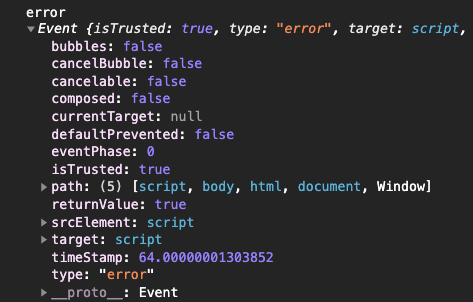 error
Event {isTrusted: true, type: "error", target: script,
bubbles: false
cancelBubble: false
cancelable: false
composed: false
currentTarget: null
defaultPrevented: false
eventPhase: 0
isTrusted: true
path: (5) [script, body, html, document, Window]
returnValue: true
srcElement: script
target: script
timeStamp: 64.00000001303852
type: "error"
__proto__: Event